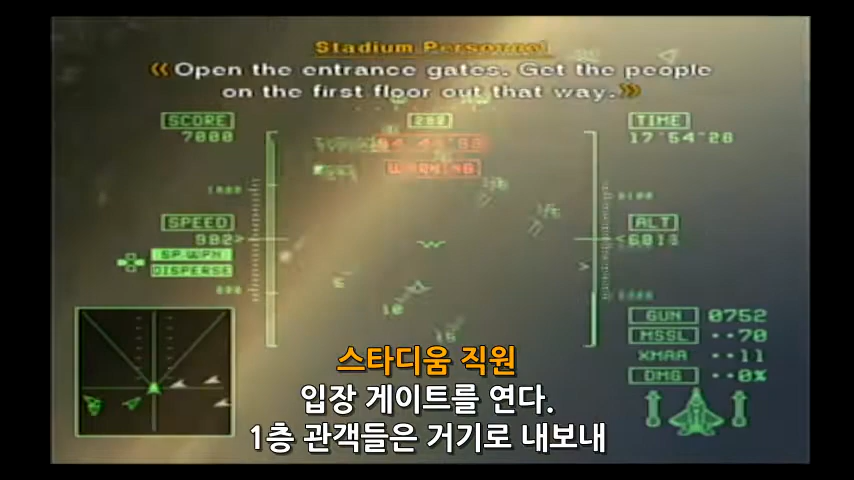 Stadium Personnel
《Open the entrance gates. Get the people
on the first floor out that way.》
SCORE
7000
282
TIME
17'54"28
WARNING
SPEED
982>
SP.WPN
DISPERSE
ALT
<6813
GUN 0752
MSSL 70
XMAA 11
DMG 0%
스타디움 직원
입장 게이트를 연다.
1층 관객들은 거기로 내보내